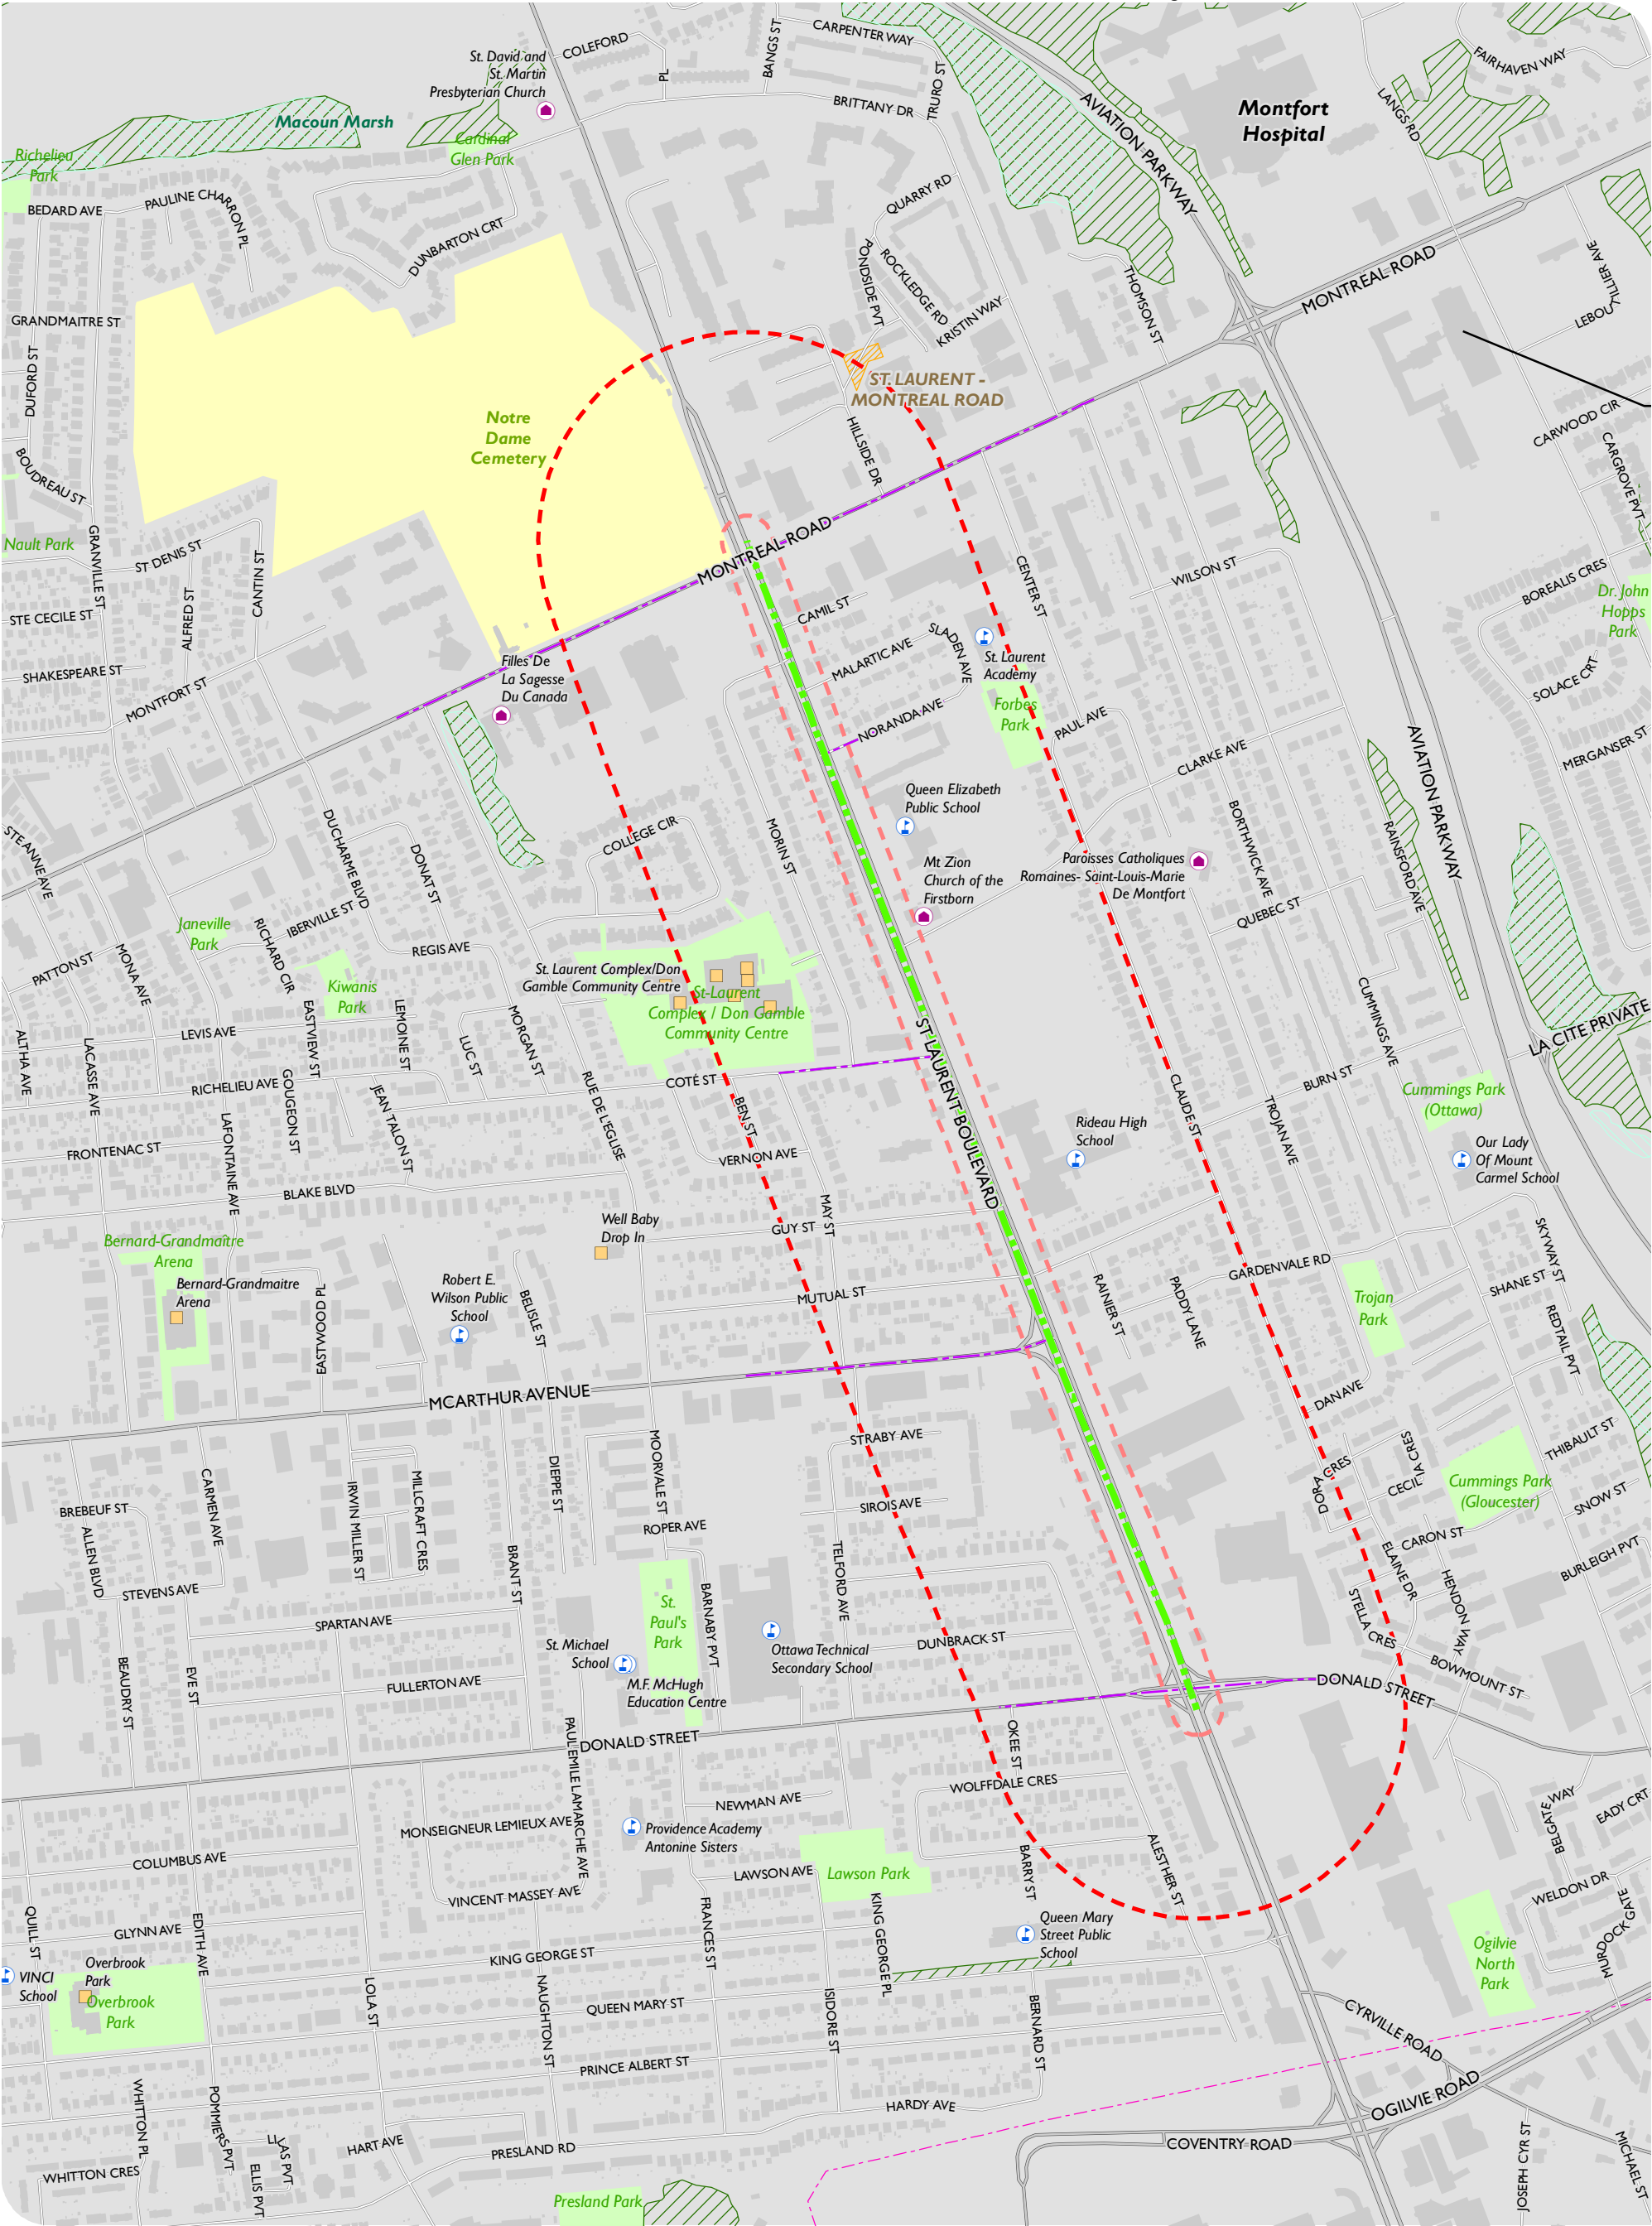 COLEFORD
PL
BANGS ST
CARPENTER WAY
TRURO ST
BRITTANY DR
St. David and
St. Martin
Presbyterian Church
Macoun Marsh
Cardinal
Glen Park
Richelieu
Park
BEDARD AVE
PAULINE CHARRON PL
DUNBARTON CRT
QUARRY RD
PONDSIDE PVT
ROCKLEDGE RD
KRISTIN WAY
THOMSON ST
AVIATION PARKWAY
Montfort
Hospital
LANGS RD
FAIRHAVEN WAY
MONTREAL ROAD
TILLIER AVE
LEBOU
GRANDMAITRE ST
DUFORD ST
BOUDREAU ST
Nault Park
GRANVILLE ST
ST DENIS ST
CANTIN ST
ALFRED ST
STE CECILE ST
SHAKESPEARE ST
MONTFORT ST
Notre
Dame
Cemetery
ST. LAURENT -
MONTREAL ROAD
HILLSIDE DR
CARWOOD CIR
CARGROVE PVT
MONTREAL ROAD
CENTER ST
WILSON ST
BOREALIS CRES
Dr. John
Hopps
Park
CAMIL ST
MALARTIC AVE
SLADEN AVE
St. Laurent
Academy
Forbes
Park
NORANDA AVE
PAUL AVE
CLARKE AVE
SOLACE CRT
MERGANSER ST
AVIATION PARKWAY
Filles De
La Sagesse
Du Canada
Queen Elizabeth
Public School
MORIN ST
COLLEGE CIR
Mt Zion
Church of the
Firstborn
Paroisses Catholiques
Romaines- Saint-Louis-Marie
De Montfort
BORTHWICK AVE
RAINSFORD AVE
QUEBEC ST
STE ANNE AVE
DUCHARME BLVD
DONAT ST
IBERVILLE ST
RICHARD CIR
REGIS AVE
Janeville
Park
Kiwanis
Park
PATTON ST
MONA AVE
St. Laurent Complex/Don
Gamble Community Centre
St-Laurent
Complex / Don Gamble
Community Centre
LEVIS AVE
EASTVIEW ST
LEMOINE ST
LUC ST
MORGAN ST
ALTHA AVE
LACASSE AVE
RICHELIEU AVE
GOUGEON ST
JEAN TALON ST
COTÉ ST
RUE DE L'EGLISE
BEN ST
VERNON AVE
ST LAURENT BOULEVARD
CUMMINGS AVE
LA CITE PRIVATE
BURN ST
Cummings Park
(Ottawa)
CLAUDE ST
TROJAN AVE
Rideau High
School
Our Lady
Of Mount
Carmel School
FRONTENAC ST
LAFONTAINE AVE
BLAKE BLVD
Well Baby
Drop In
MAY ST
GUY ST
MUTUAL ST
Bernard-Grandmaitre
Arena
Bernard-Grandmaitre
Arena
EASTWOOD PL
Robert E.
Wilson Public
School
BELISLE ST
MCARTHUR AVENUE
RAINIER ST
PADDY LANE
GARDENVALE RD
Trojan
Park
SKYWAY ST
SHANE ST
REDTAIL PVT
DAN AVE
DORA CRES
CECILIA CRES
THIBAULT ST
Cummings Park
(Gloucester)
SNOW ST
CARON ST
ELAINE DR
STELLA CRES
HENDON WAY
BURLEIGH PVT
BOWMOUNT ST
STRABY AVE
SIROIS AVE
MOORVALE ST
DIEPPE ST
ROPER AVE
BREBEUF ST
ALLEN BLVD
CARMEN AVE
IRWIN MILLER ST
MILLCRAFT CRES
BRANT ST
STEVENS AVE
SPARTAN AVE
St.
Paul's
Park
BARNABY PVT
TELFORD AVE
DUNBRACK ST
St. Michael
School
M.F. McHugh
Education Centre
Ottawa Technical
Secondary School
BEAUDRY ST
EVE ST
FULLERTON AVE
PAUL EMILE LAMARCHE AVE
DONALD STREET
DONALD STREET
OKEE ST
WOLFFDALE CRES
NEWMAN AVE
MONSEIGNEUR LEMIEUX AVE
Providence Academy
Antonine Sisters
LAWSON AVE
Lawson Park
BARRY ST
ALESTHER ST
BELGATE WAY
EADY CRT
WELDON DR
MURDOCK GATE
COLUMBUS AVE
VINCENT MASSEY AVE
QUILL ST
GLYNN AVE
EDITH AVE
KING GEORGE ST
FRANCES ST
KING GEORGE PL
Queen Mary
Street Public
School
Ogilvie
North
Park
VINCI
School
Overbrook
Park
Overbrook
Park
LOLA ST
NAUGHTON ST
QUEEN MARY ST
ISIDORE ST
BERNARD ST
CYRVILLE ROAD
OGILVIE ROAD
PRINCE ALBERT ST
HARDY AVE
WHITTON PL
POMMIERS PVT
LILAS PVT
ELLIS PVT
WHITTON CRES
HART AVE
PRESLAND RD
Presland Park
COVENTRY ROAD
JOSEPH CYR ST
MICHAEL ST